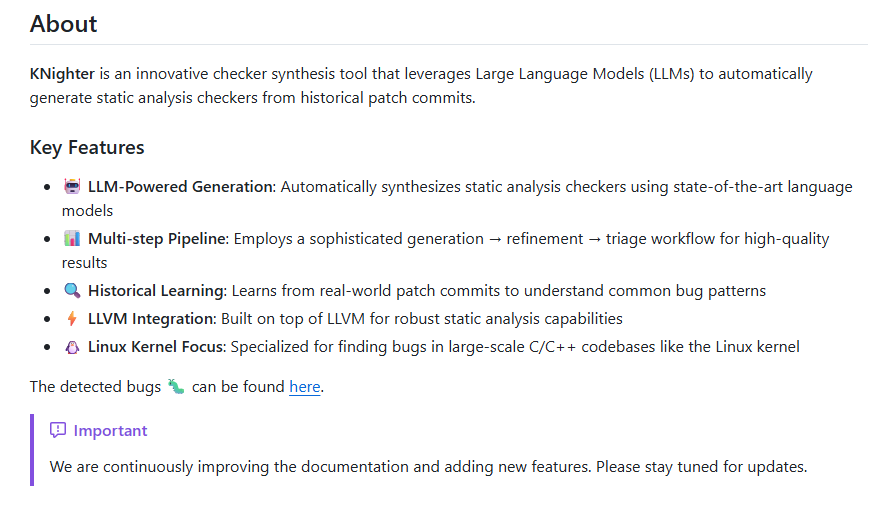 About
KNighter is an innovative checker synthesis tool that leverages Large Language Models (LLMs) to automatically
generate static analysis checkers from historical patch commits.
Key Features
• 🤖 LLM-Powered Generation: Automatically synthesizes static analysis checkers using state-of-the-art language
models
• 📊 Multi-step Pipeline: Employs a sophisticated generation → refinement → triage workflow for high-quality
results
• 🔍 Historical Learning: Learns from real-world patch commits to understand common bug patterns
• ⚡ LLVM Integration: Built on top of LLVM for robust static analysis capabilities
• 🐧 Linux Kernel Focus: Specialized for finding bugs in large-scale C/C++ codebases like the Linux kernel
The detected bugs 🐛 can be found here.
Important
We are continuously improving the documentation and adding new features. Please stay tuned for updates.